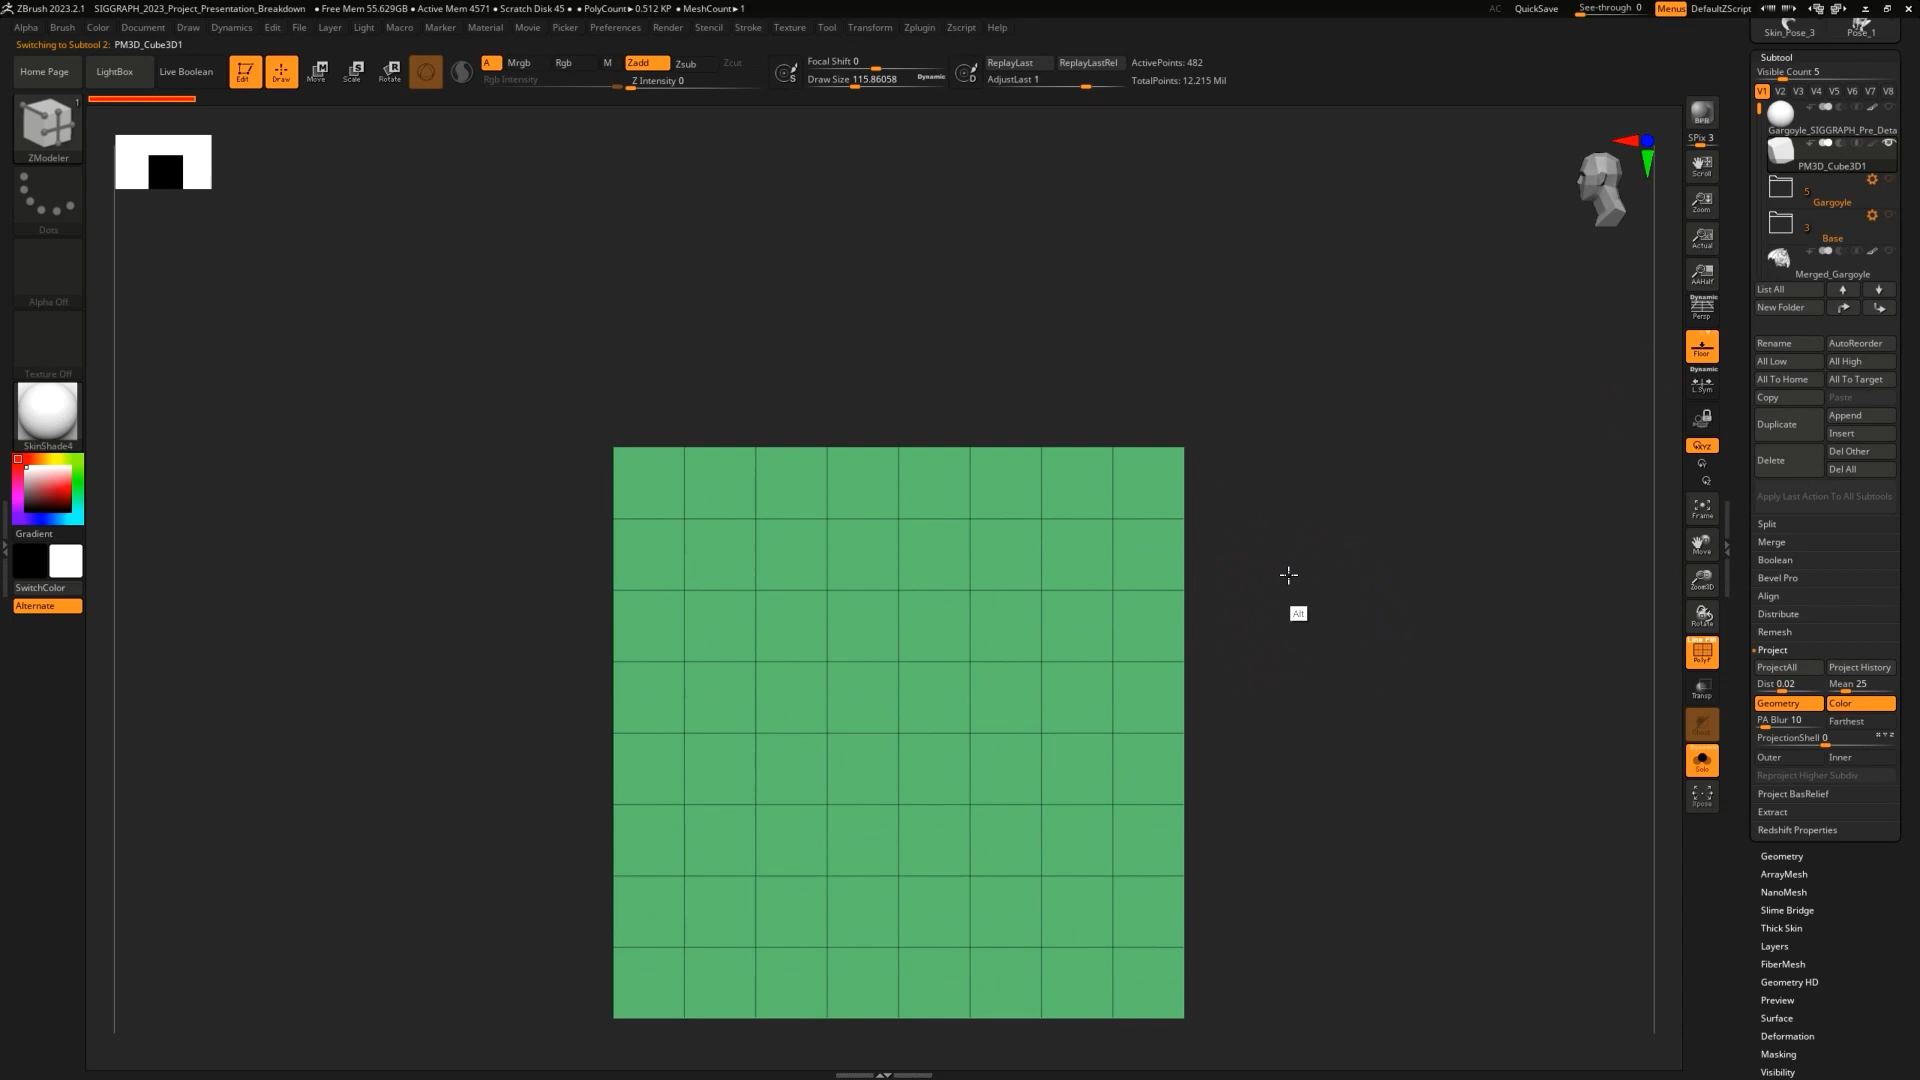 ZBrush 2023.2.1 SIGGRAPH_2023_Project_Presentation_Breakdown • Free Mem 55.629GB • Active Mem 4571 • Scratch Disk 45 • • PolyCount► 0.512 KP • MeshCount► 1 AC QuickSave See-through 0 Menus DefaultZScript
Alpha Brush Color Document Draw Dynamics Edit File Layer Light Macro Marker Material Movie Picker Preferences Render Stencil Stroke Texture Tool Transform Zplugin Zscript Help
Switching to Subtool 2: PM3D_Cube3D1
Home Page LightBox Live Boolean Edit Draw Move Scale Rotate A Mrgb Rgb M Zadd Zsub Zcut
Rgb Intensity Z Intensity 0
Focal Shift 0
Draw Size 115.86058 Dynamic
ReplayLast ReplayLastRel ActivePoints: 482
AdjustLast 1 TotalPoints: 12.215 Mil
1
ZModeler
Dots
Alpha Off
Texture Off
SkinShade4
Gradient
SwitchColor
Alternate
Alt
BPR
SPix 3
Scroll
Zoom
Actual
AAHalf
Dynamic
Persp
Floor
Dynamic
L.Sym
XYZ
Frame
Move
Zoom3D
Rotate
Line Fill
PolyF
Transp
Ghost
Dynamic
Solo
Xpose
Skin_Pose_3 Pose_1
Subtool
Visible Count 5
V1 V2 V3 V4 V5 V6 V7 V8
Gargoyle_SIGGRAPH_Pre_Deta
PM3D_Cube3D1
5
Gargoyle
3
Base
Merged_Gargoyle
List All
New Folder
Rename AutoReorder
All Low All High
All To Home All To Target
Copy Paste
Duplicate Append
Insert
Delete Del Other
Del All
Apply Last Action To All Subtools
Split
Merge
Boolean
Bevel Pro
Align
Distribute
Remesh
Project
ProjectAll Project History
Dist 0.02 Mean 25
Geometry Color
PA Blur 10 Farthest
ProjectionShell 0
Outer Inner
Reproject Higher Subdiv
Project BasRelief
Extract
Redshift Properties
Geometry
ArrayMesh
NanoMesh
Slime Bridge
Thick Skin
Layers
FiberMesh
Geometry HD
Preview
Surface
Deformation
Masking
Visibility